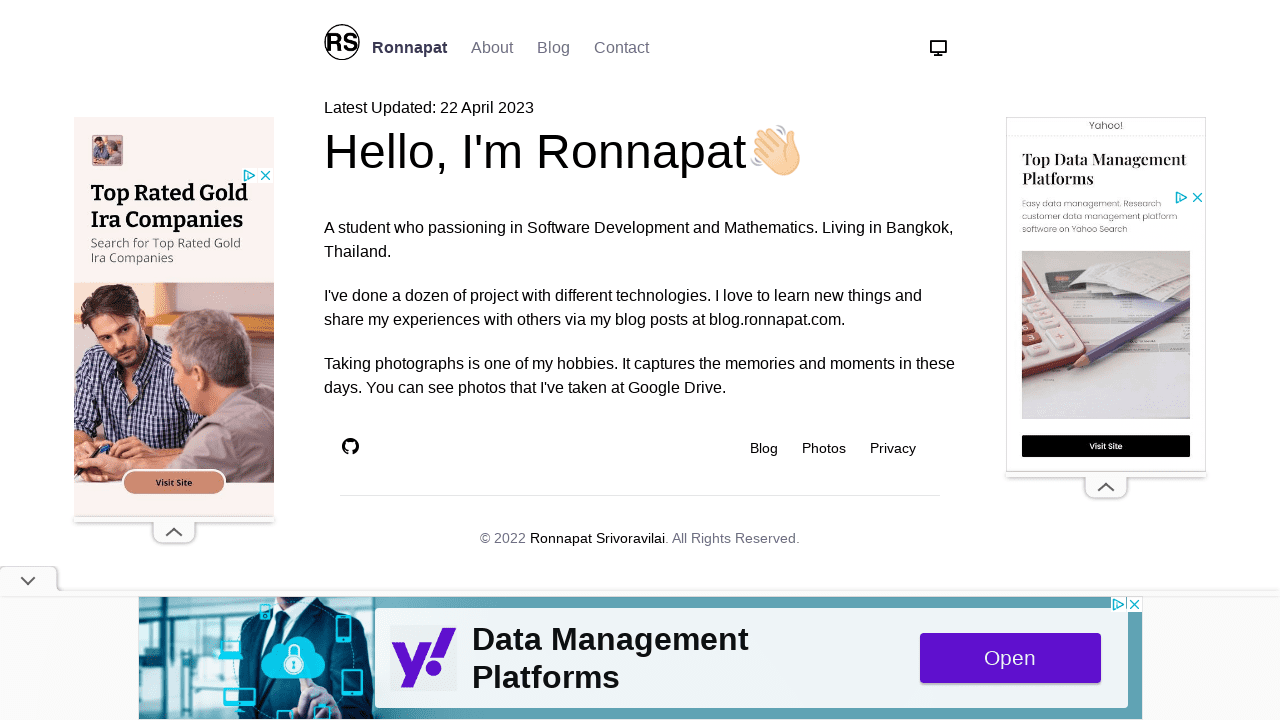 RS
Ronnapat About Blog Contact
Latest Updated: 22 April 2023
Hello, I'm Ronnapat
A student who passioning in Software Development and Mathematics. Living in Bangkok,
Thailand.
I've done a dozen of project with different technologies. I love to learn new things and
share my experiences with others via my blog posts at blog.ronnapat.com.
Taking photographs is one of my hobbies. It captures the memories and moments in these
days. You can see photos that I've taken at Google Drive.
Blog Photos Privacy
© 2022 Ronnapat Srivoravilai. All Rights Reserved.
Top Rated Gold
Ira Companies
Search for Top Rated Gold
Ira Companies
Visit Site
Yahoo!
Top Data Management
Platforms
Easy data management. Research
customer data management platform
software on Yahoo Search
Visit Site
y!
Data Management
Platforms
Open